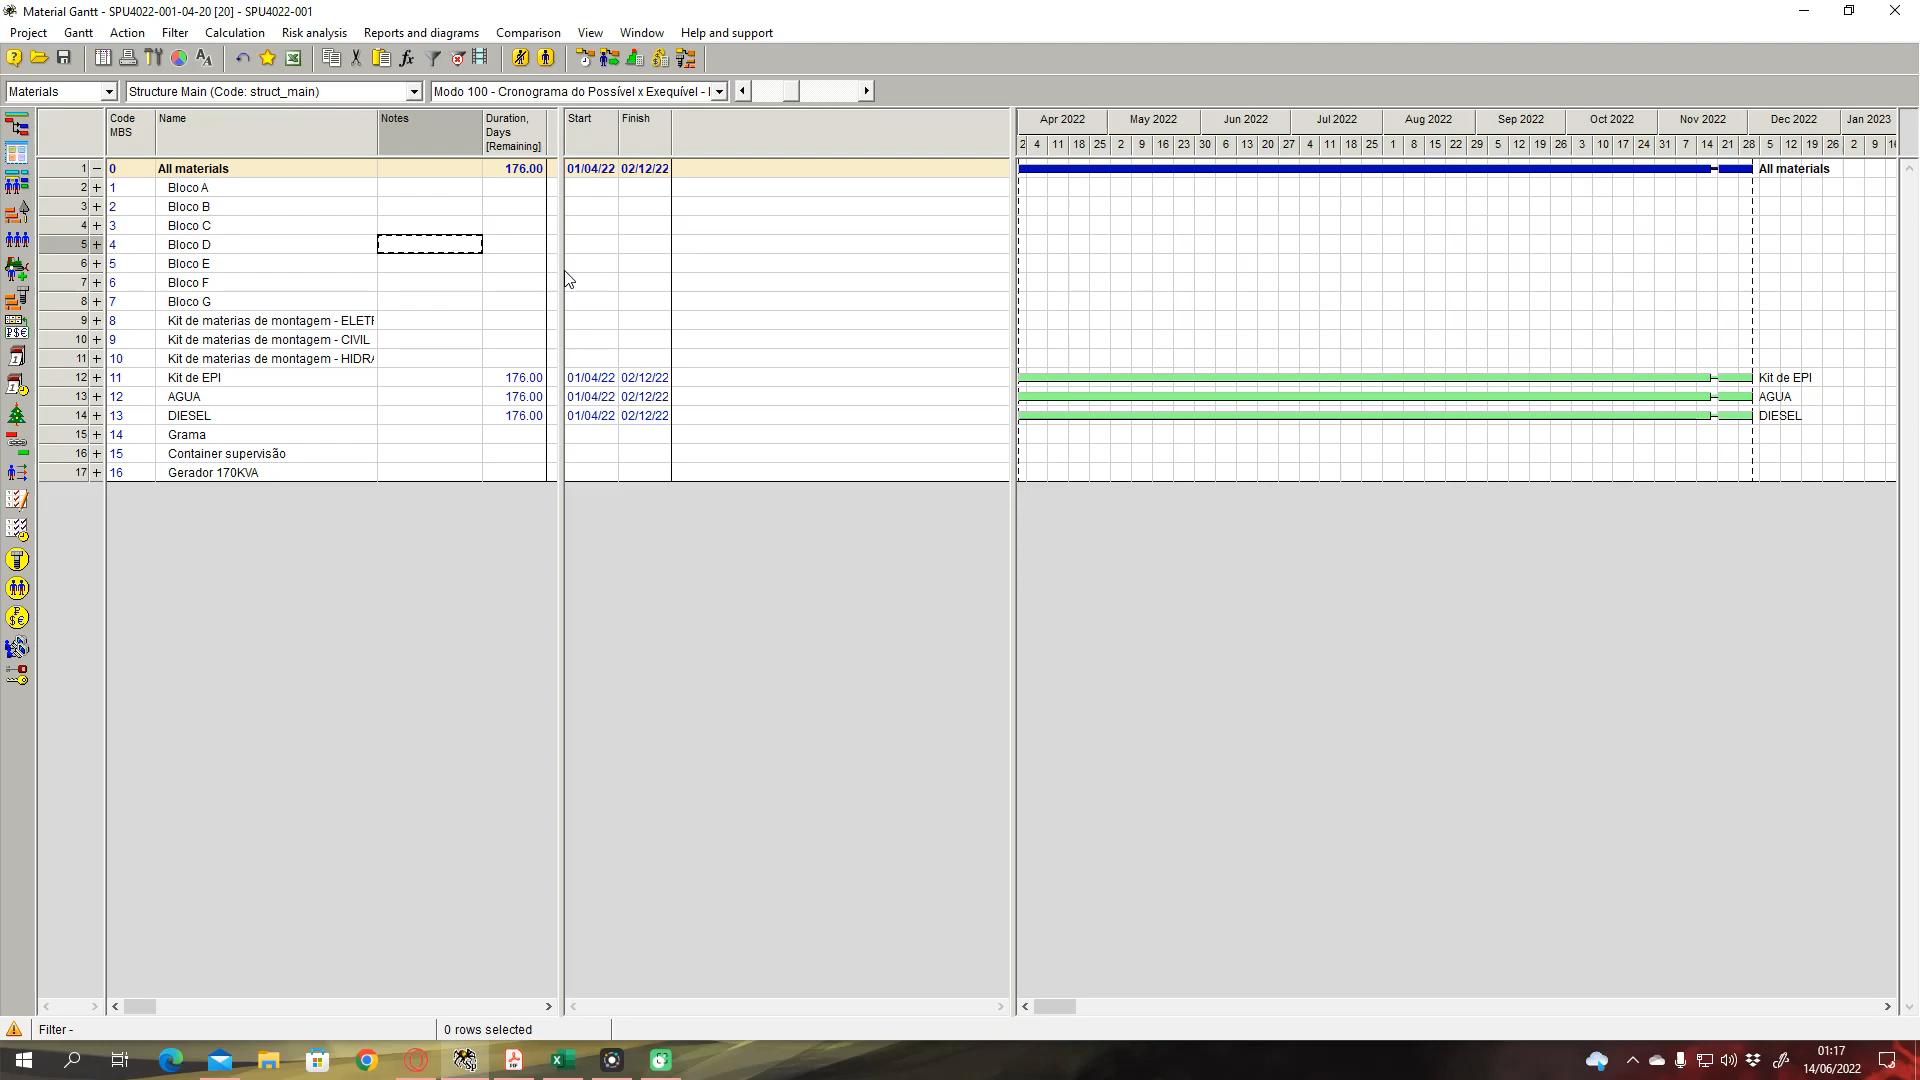 Material Gantt - SPU4022-001-04-20 [20] - SPU4022-001
Project Gantt Action Filter Calculation Risk analysis Reports and diagrams Comparison View Window Help and support
Materials Structure Main (Code: struct_main) Modo 100 - Cronograma do Possível x Exequível -
Code MBS Name Notes Duration, Days [Remaining] Start Finish
Apr 2022 May 2022 Jun 2022 Jul 2022 Aug 2022 Sep 2022 Oct 2022 Nov 2022 Dec 2022 Jan 2023
2 4 11 18 25 2 9 16 23 30 6 13 20 27 4 11 18 25 1 8 15 22 29 5 12 19 26 3 10 17 24 31 7 14 21 28 5 12 19 26 2 9 16
1 0 All materials 176.00 01/04/22 02/12/22 All materials
2 1 Bloco A
3 2 Bloco B
4 3 Bloco C
5 4 Bloco D
6 5 Bloco E
7 6 Bloco F
8 7 Bloco G
9 8 Kit de materias de montagem - ELETR
10 9 Kit de materias de montagem - CIVIL
11 10 Kit de materias de montagem - HIDRA
12 11 Kit de EPI 176.00 01/04/22 02/12/22 Kit de EPI
13 12 AGUA 176.00 01/04/22 02/12/22 AGUA
14 13 DIESEL 176.00 01/04/22 02/12/22 DIESEL
15 14 Grama
16 15 Container supervisão
17 16 Gerador 170KVA
Filter - 0 rows selected
01:17
14/06/2022